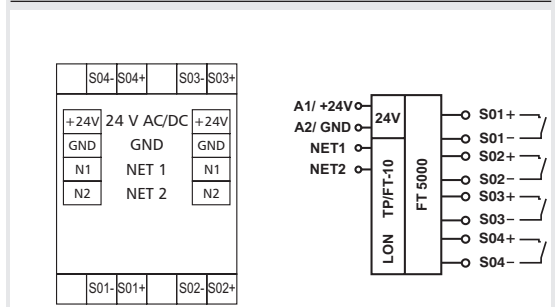 S04- S04+ S03- S03+
+24V 24 V AC/DC +24V
GND GND GND
N1 NET 1 N1
N2 NET 2 N2
S01- S01+ S02- S02+
A1/ +24V
A2/ GND
NET1
NET2
24V
LON TP/FT-10
FT 5000
S01+
S01−
S02+
S02−
S03+
S03−
S04+
S04−